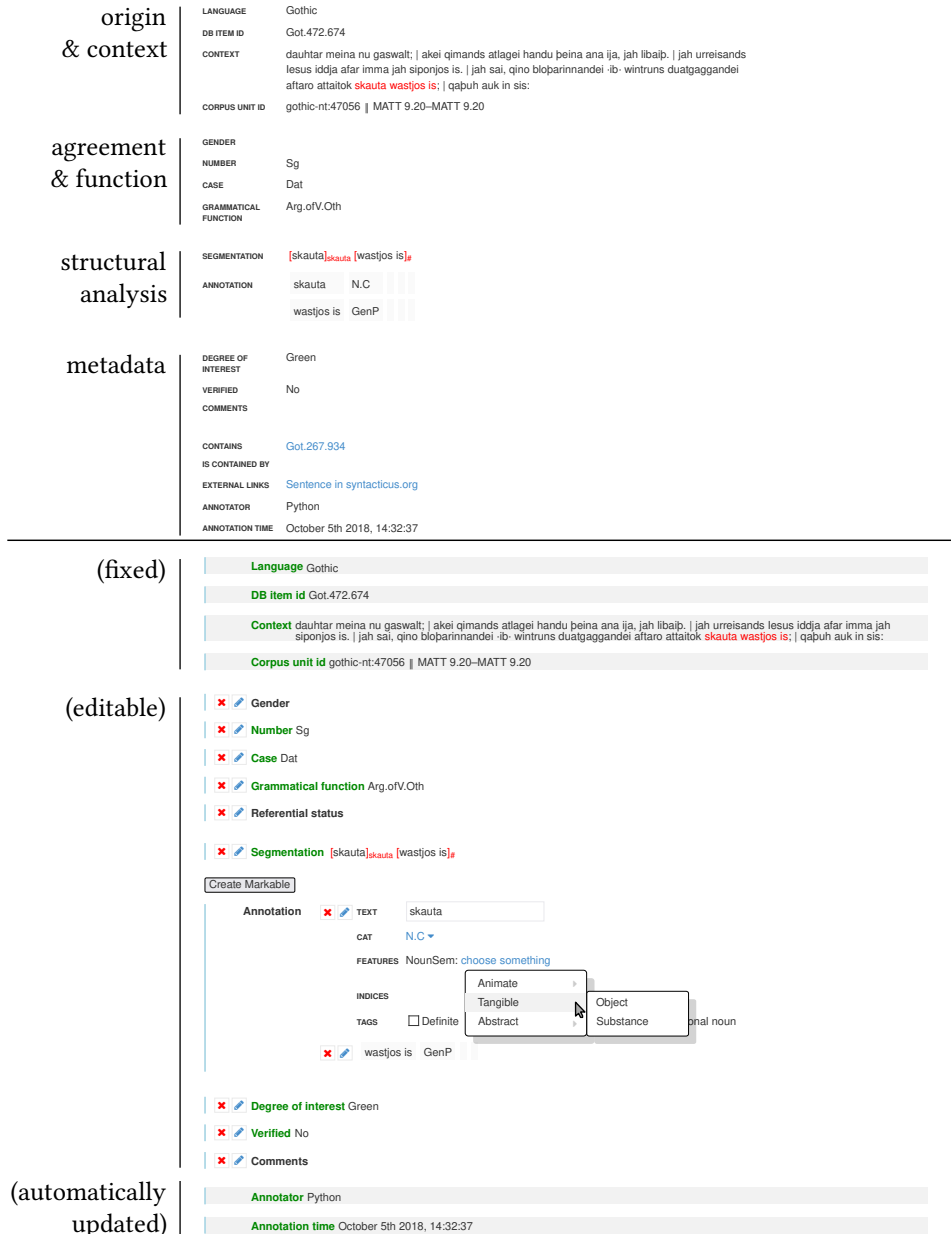 origin
& context
LANGUAGE Gothic
DB ITEM ID Got.472.674
CONTEXT dauhtar meina nu gaswalt; | akei qimands atlagei handu þeina ana ija, jah libaiþ. | jah urreisands
Iesus iddja afar imma jah siponjos is. | jah sai, qino bloþarinnandei ·ib· wintruns duatgaggandei
aftaro attaitok skauta wastjos is; | qaþuh auk in sis:
CORPUS UNIT ID gothic-nt:47056 ‖ MATT 9.20–MATT 9.20
agreement
& function
GENDER
NUMBER Sg
CASE Dat
GRAMMATICAL FUNCTION Arg.ofV.Oth
structural
analysis
SEGMENTATION [skauta]skauta [wastjos is]#
ANNOTATION skauta N.C
wastjos is GenP
metadata
DEGREE OF INTEREST Green
VERIFIED No
COMMENTS
CONTAINS Got.267.934
IS CONTAINED BY
EXTERNAL LINKS Sentence in syntacticus.org
ANNOTATOR Python
ANNOTATION TIME October 5th 2018, 14:32:37
(fixed)
Language Gothic
DB item id Got.472.674
Context dauhtar meina nu gaswalt; | akei qimands atlagei handu þeina ana ija, jah libaiþ. | jah urreisands Iesus iddja afar imma jah
siponjos is. | jah sai, qino bloþarinnandei ·ib· wintruns duatgaggandei aftaro attaitok skauta wastjos is; | qaþuh auk in sis:
Corpus unit id gothic-nt:47056 ‖ MATT 9.20–MATT 9.20
(editable)
Gender
Number Sg
Case Dat
Grammatical function Arg.ofV.Oth
Referential status
Segmentation [skauta]skauta [wastjos is]#
Create Markable
Annotation TEXT skauta
CAT N.C
FEATURES NounSem: choose something
Animate
INDICES Tangible Object
TAGS Definite Abstract Substance onal noun
wastjos is GenP
Degree of interest Green
Verified No
Comments
(automatically
updated)
Annotator Python
Annotation time October 5th 2018, 14:32:37